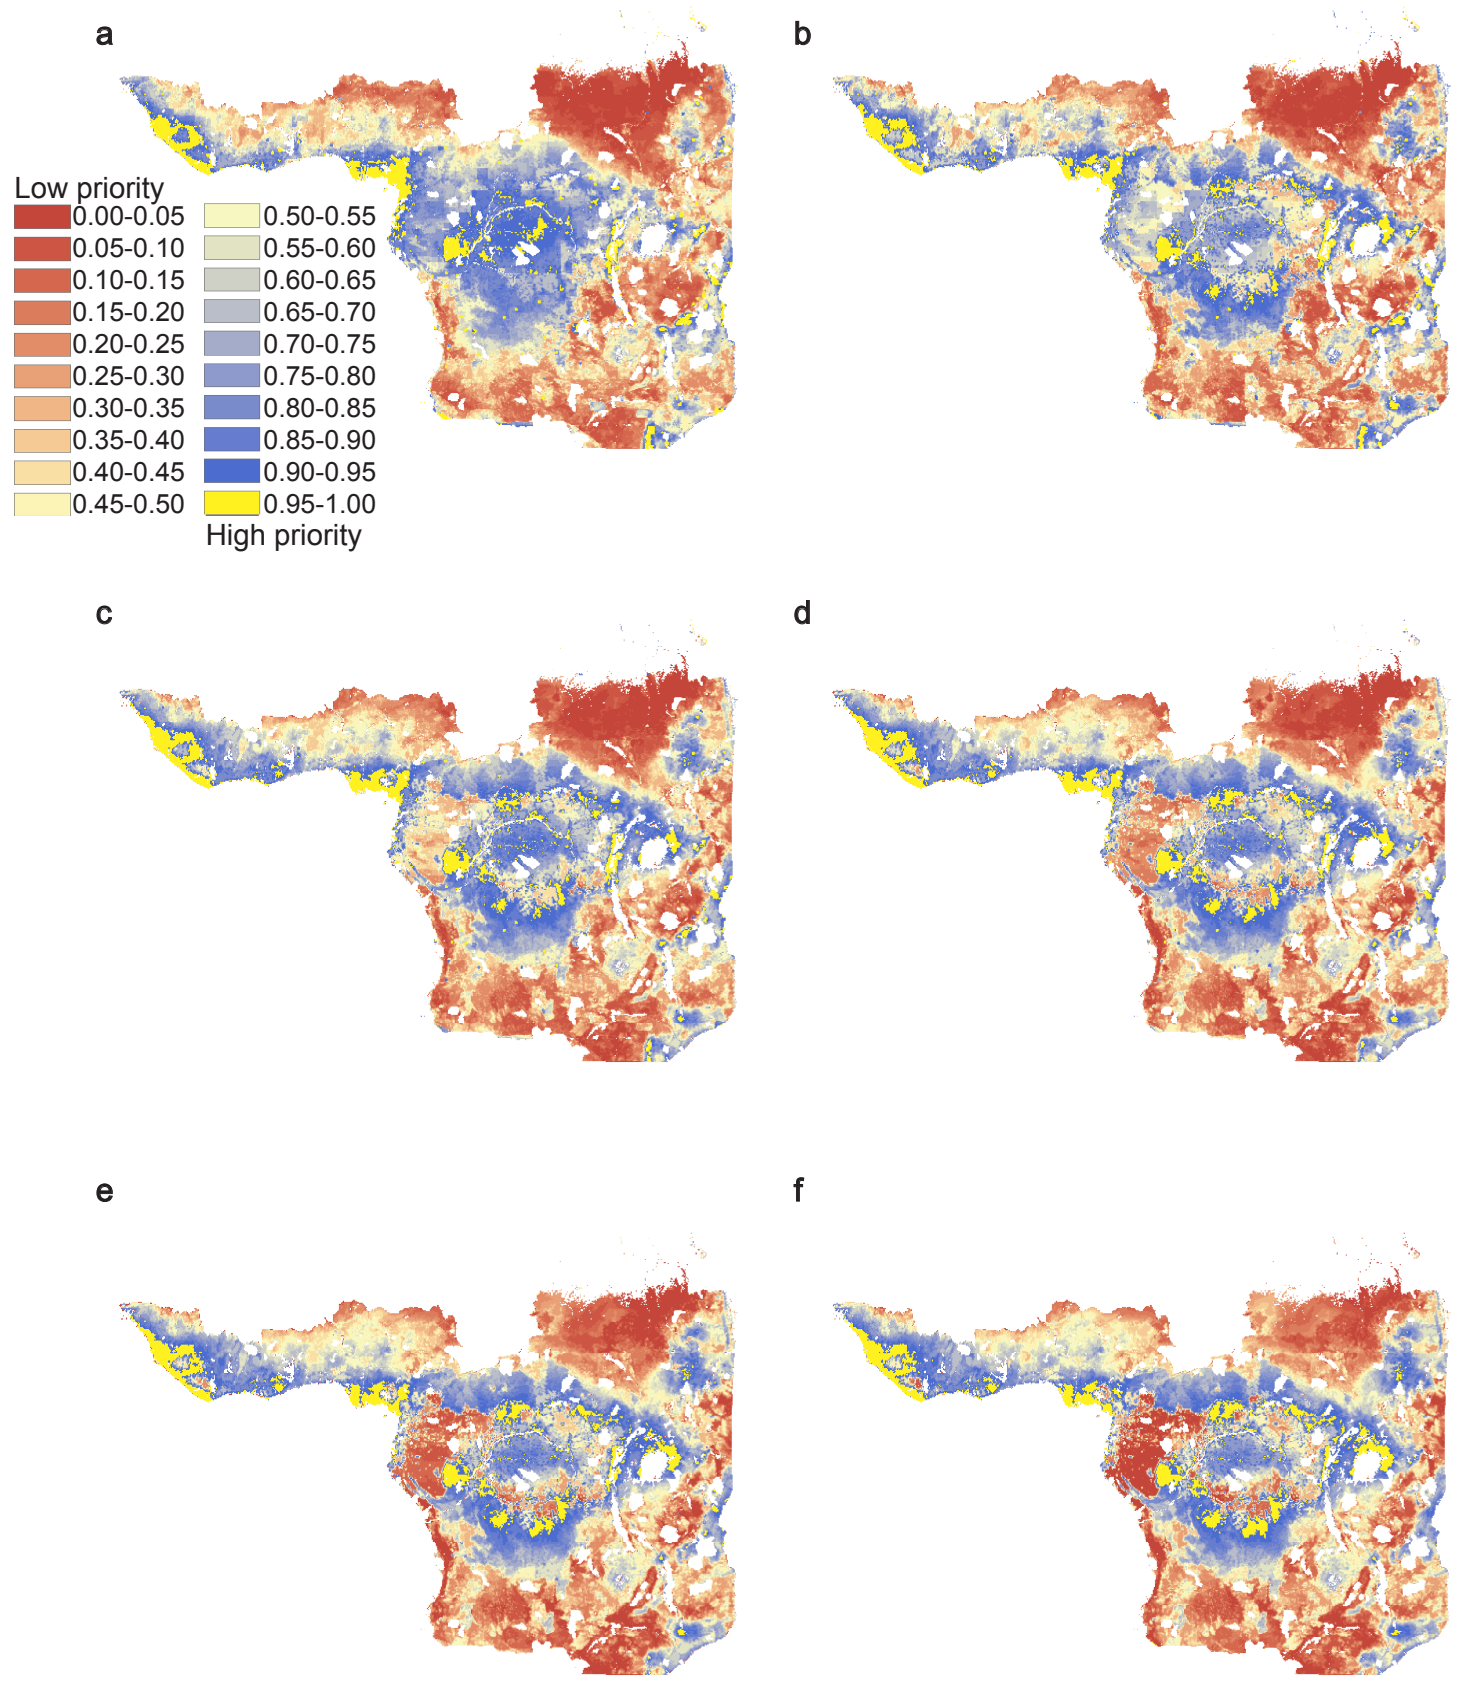 a
b
Low priority
0.00-0.05 0.50-0.55
0.05-0.10 0.55-0.60
0.10-0.15 0.60-0.65
0.15-0.20 0.65-0.70
0.20-0.25 0.70-0.75
0.25-0.30 0.75-0.80
0.30-0.35 0.80-0.85
0.35-0.40 0.85-0.90
0.40-0.45 0.90-0.95
0.45-0.50 0.95-1.00
High priority
c
d
e
f